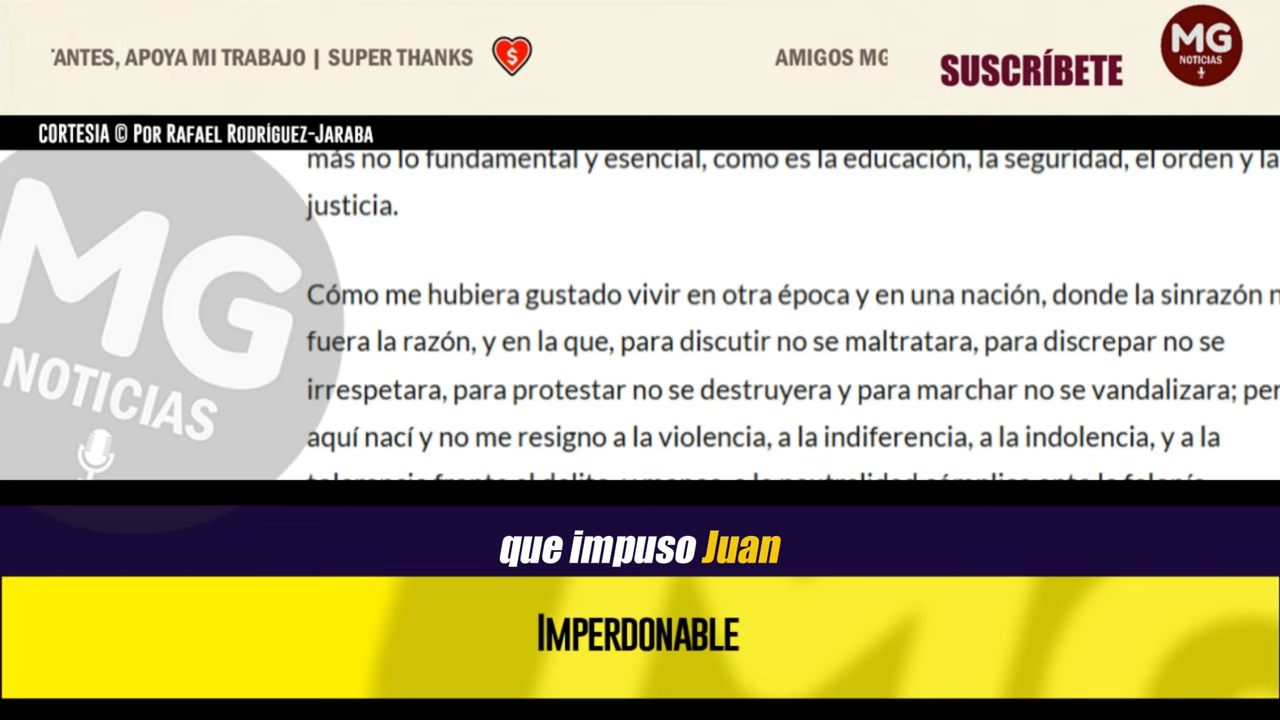 'ANTES, APOYA MI TRABAJO | SUPER THANKS
AMIGOS MG
SUSCRÍBETE
MG
NOTICIAS
CORTESIA © POR RAFAEL RODRÍGUEZ-JARABA
más no lo fundamental y esencial, como es la educación, la seguridad, el orden y la
justicia.
Cómo me hubiera gustado vivir en otra época y en una nación, donde la sinrazón
fuera la razón, y en la que, para discutir no se maltratara, para discrepar no se
irrespetara, para protestar no se destruyera y para marchar no se vandalizara;
aquí nací y no me resigno a la violencia, a la indiferencia, a la indolencia, y a la
MG
NOTICIAS
que impuso Juan
IMPERDONABLE